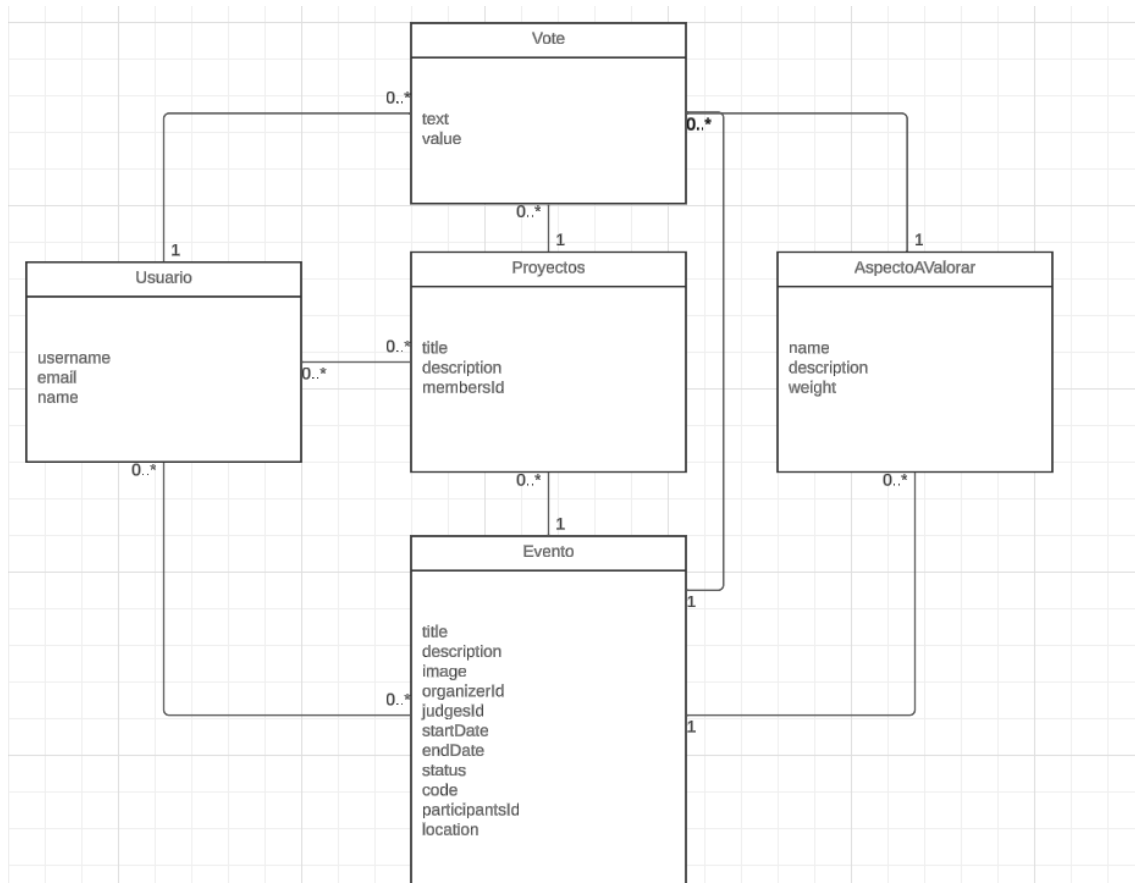 Vote
0..*
0..*
text
value
0..*
1
1
1
Usuario
Proyectos
AspectoAValorar
username
email
name
0..*
0..*
title
description
membersId
name
description
weight
0..*
0..*
0..*
1
Evento
1
title
description
image
organizerId
judgesId
startDate
endDate
status
code
participantsId
location
0..*
1